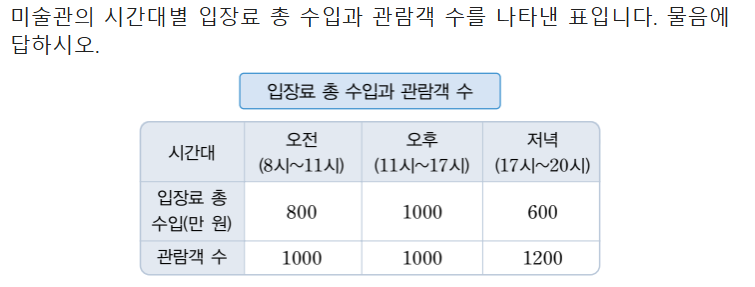 미술관의 시간대별 입장료 총 수입과 관람객 수를 나타낸 표입니다. 물음에
답하시오.
입장료 총 수입과 관람객 수
시간대 오전 (8시~11시) 오후 (11시~17시) 저녁 (17시~20시)
입장료 총 수입(만 원) 800 1000 600
관람객 수 1000 1000 1200